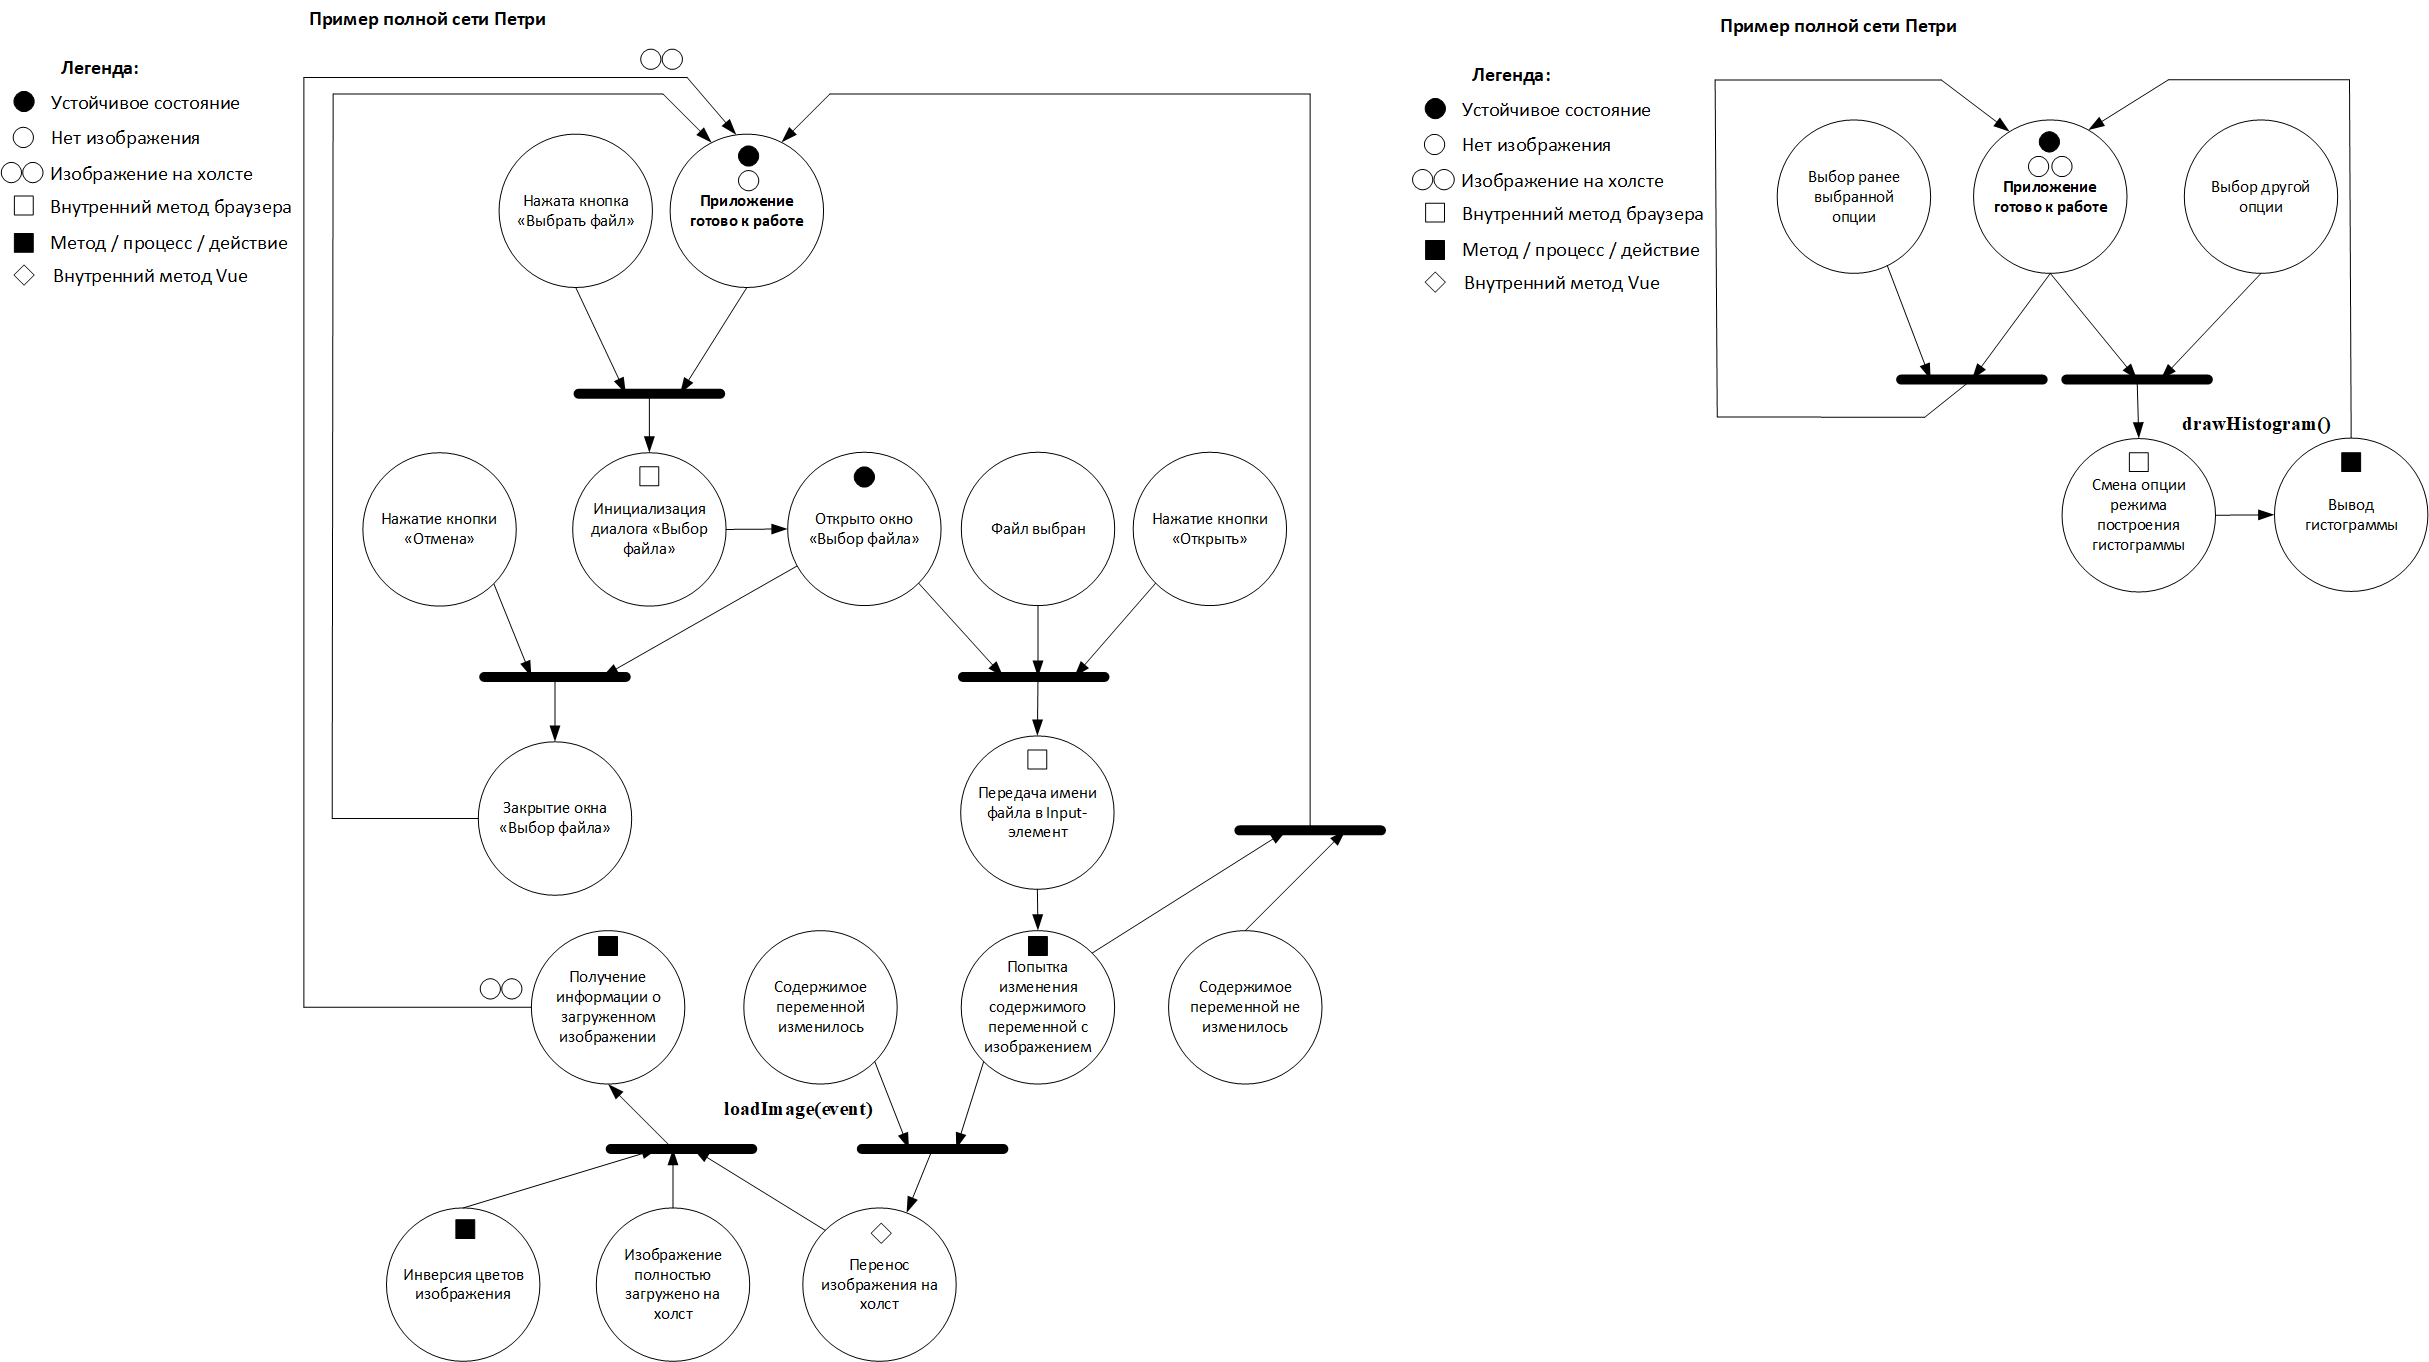 Пример полной сети Петри
Легенда:
Устойчивое состояние
Нет изображения
Изображение на холсте
Внутренний метод браузера
Метод / процесс / действие
Внутренний метод Vue
Нажата кнопка
«Выбрать файл»
Приложение
готово к работе
Нажатие кнопки
«Отмена»
Инициализация
диалога «Выбор
файла»
Открыто окно
«Выбор файла»
Файл выбран
Нажатие кнопки
«Открыть»
Закрытие окна
«Выбор файла»
Передача имени
файла в Input-
элемент
Получение
информации о
загруженном
изображении
Содержимое
переменной
изменилось
Попытка
изменения
содержимого
переменной с
изображением
Содержимое
переменной не
изменилось
loadImage(event)
Инверсия цветов
изображения
Изображение
полностью
загружено на
холст
Перенос
изображения на
холст
Пример полной сети Петри
Легенда:
Устойчивое состояние
Нет изображения
Изображение на холсте
Внутренний метод браузера
Метод / процесс / действие
Внутренний метод Vue
Выбор ранее
выбранной
опции
Приложение
готово к работе
Выбор другой
опции
drawHistogram()
Смена опции
режима
построения
гистограммы
Вывод
гистограммы